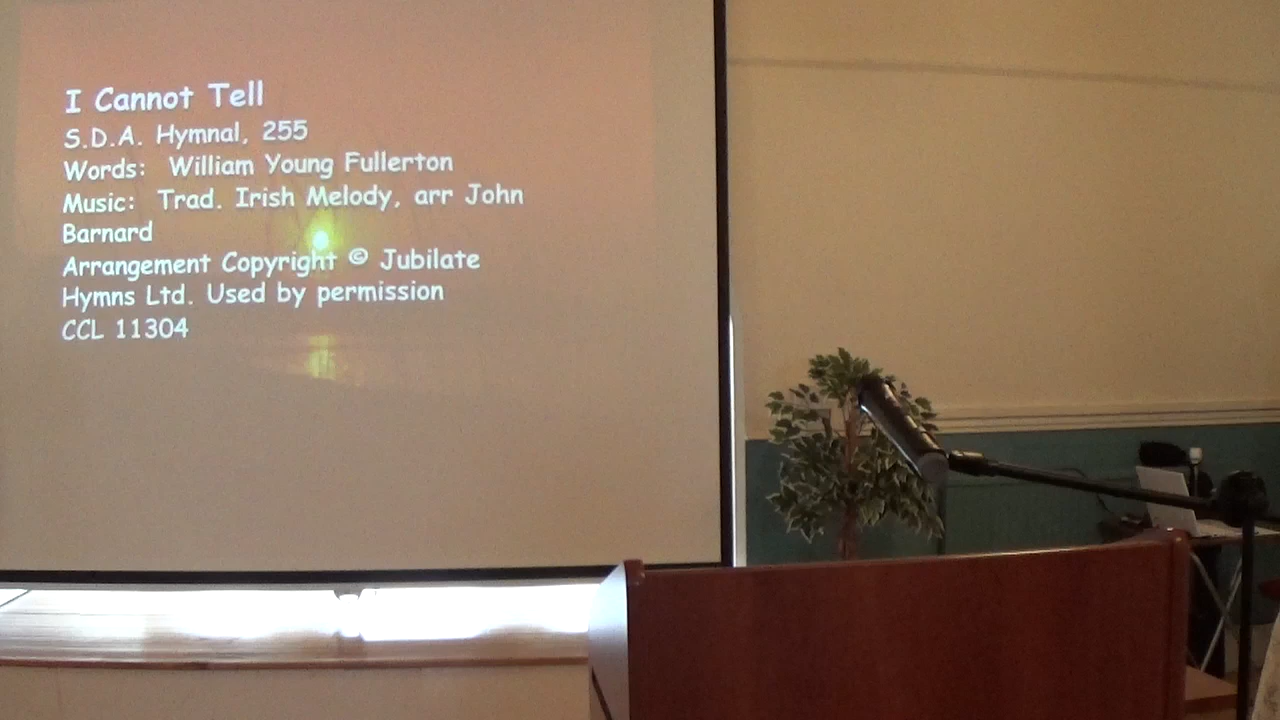 I Cannot Tell
S.D.A. Hymnal, 255
Words: William Young Fullerton
Music: Trad. Irish Melody, arr John
Barnard
Arrangement Copyright © Jubilate
Hymns Ltd. Used by permission
CCL 11304